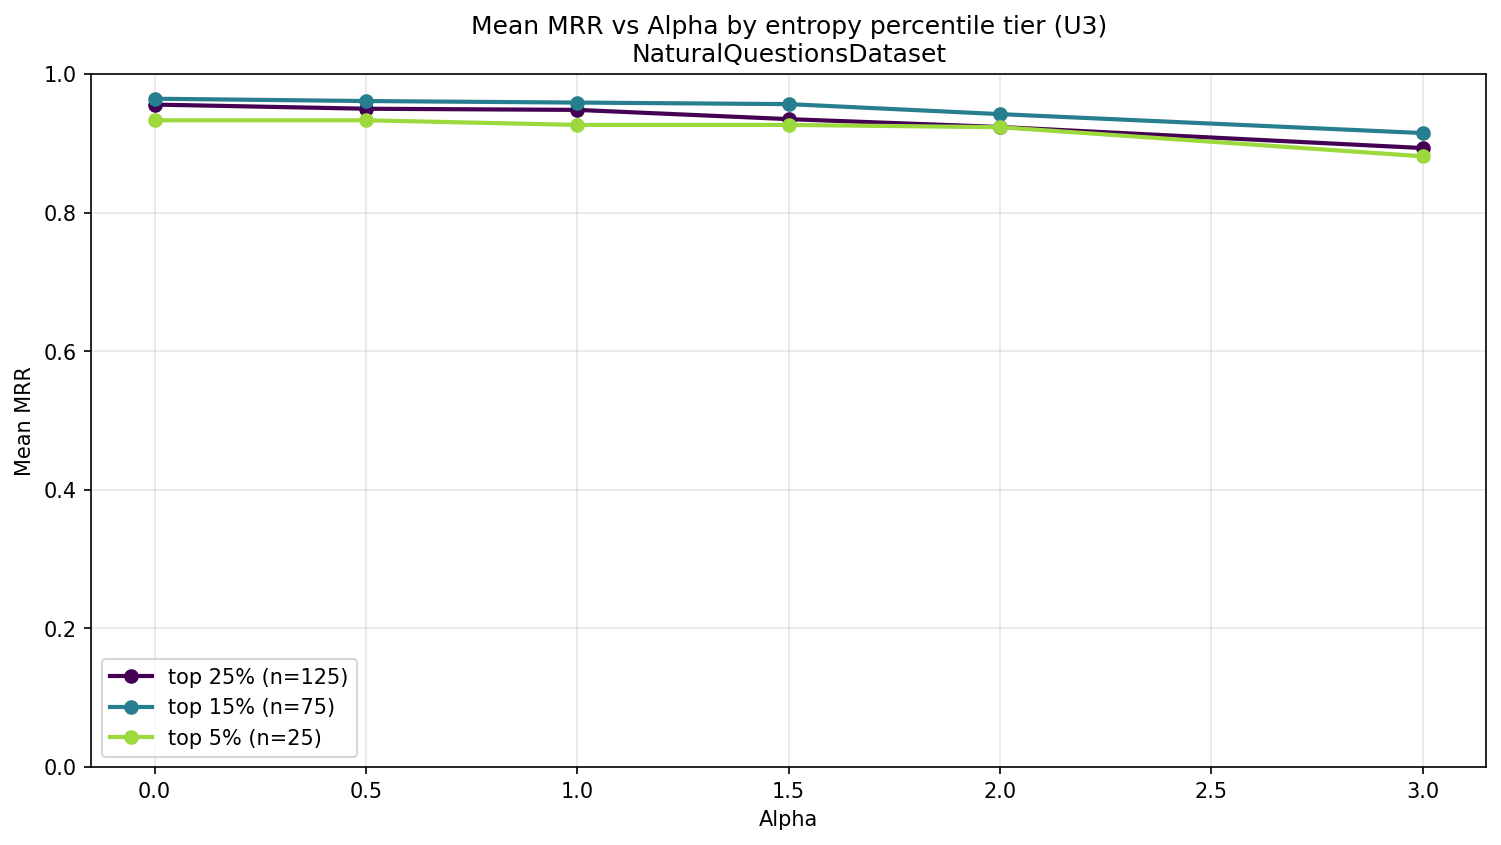 Mean MRR vs Alpha by entropy percentile tier (U3)
NaturalQuestionsDataset
1.0
0.8
0.6
0.4
0.2
0.0
Mean MRR
top 25% (n=125)
top 15% (n=75)
top 5% (n=25)
0.0 0.5 1.0 1.5 2.0 2.5 3.0
Alpha